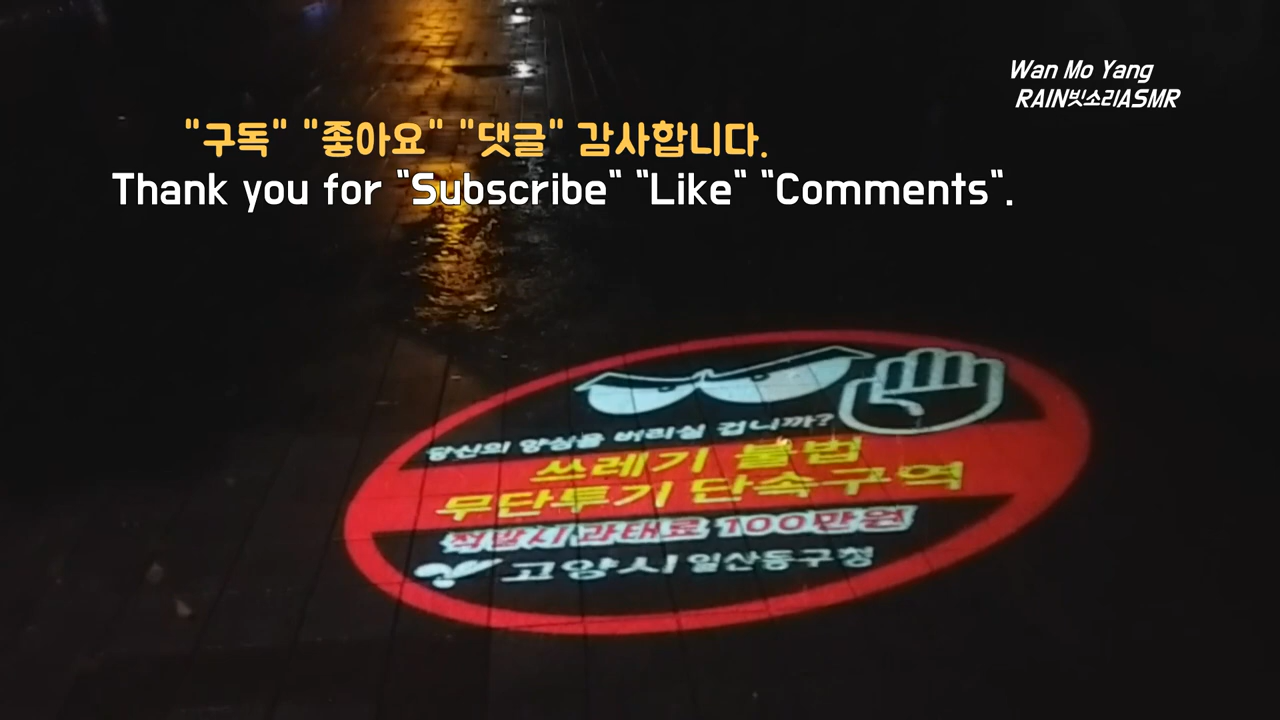 Wan Mo Yang
RAIN빗소리ASMR
"구독" "좋아요" "댓글" 감사합니다.
Thank you for "Subscribe" "Like" "Comments".
당신의 양심을 버리실 겁니까?
쓰레기 불법
무단투기 단속구역
적발시 과태료 100만원
고양시 일산동구청